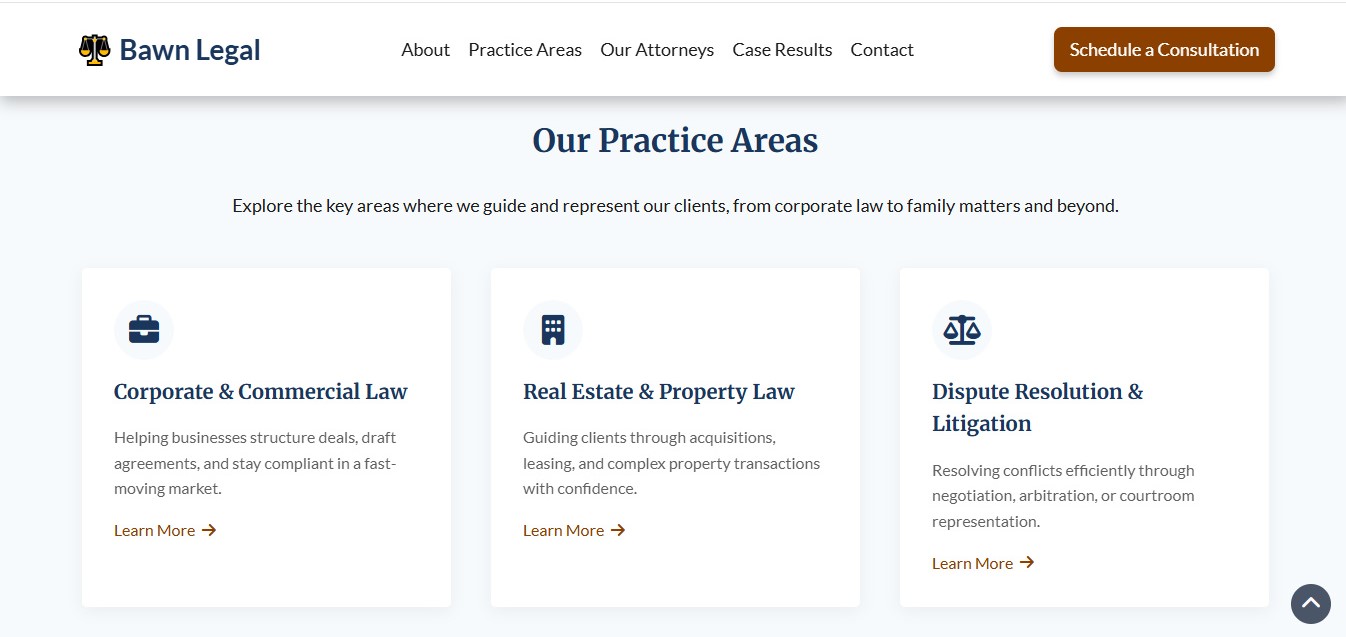 Bawn Legal
About
Practice Areas
Our Attorneys
Case Results
Contact
Schedule a Consultation
Our Practice Areas
Explore the key areas where we guide and represent our clients, from corporate law to family matters and beyond.
Corporate & Commercial Law
Helping businesses structure deals, draft
agreements, and stay compliant in a fast-
moving market.
Learn More
Real Estate & Property Law
Guiding clients through acquisitions,
leasing, and complex property transactions
with confidence.
Learn More
Dispute Resolution &
Litigation
Resolving conflicts efficiently through
negotiation, arbitration, or courtroom
representation.
Learn More